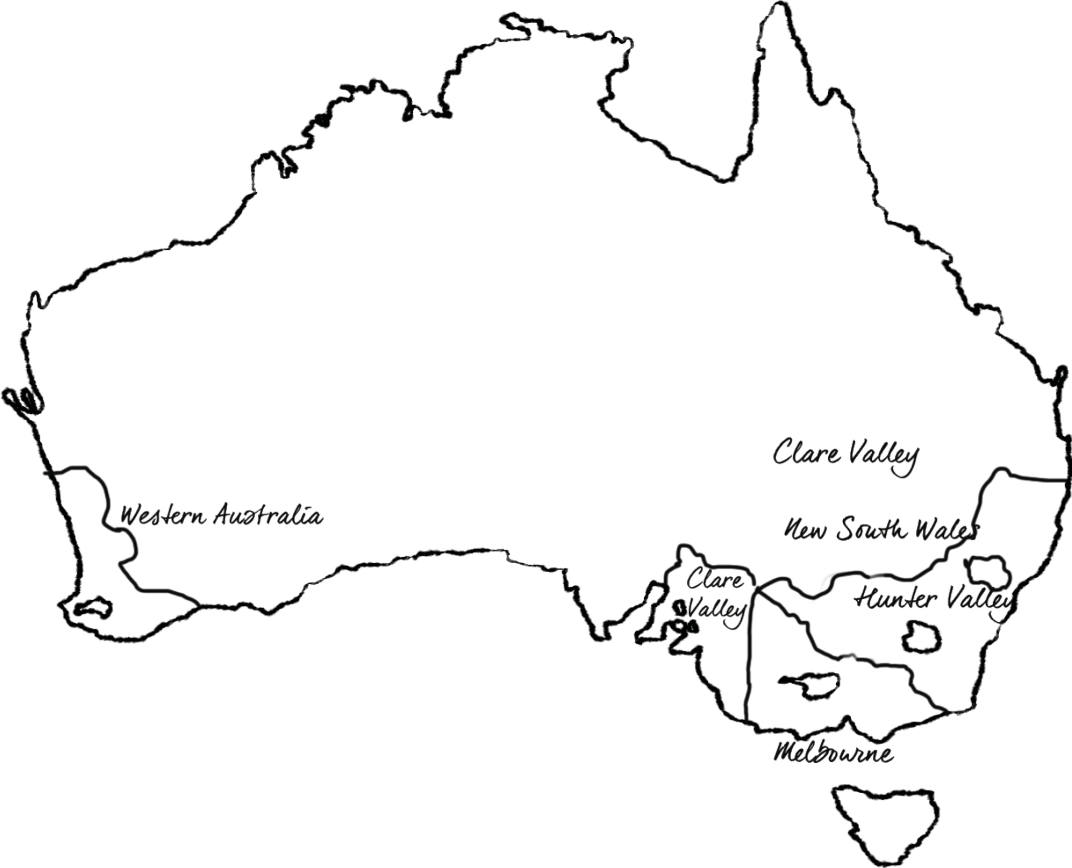 Clare Valley
Western Australia
New South Wales
Clare
Valley
Hunter Valley
Melbourne